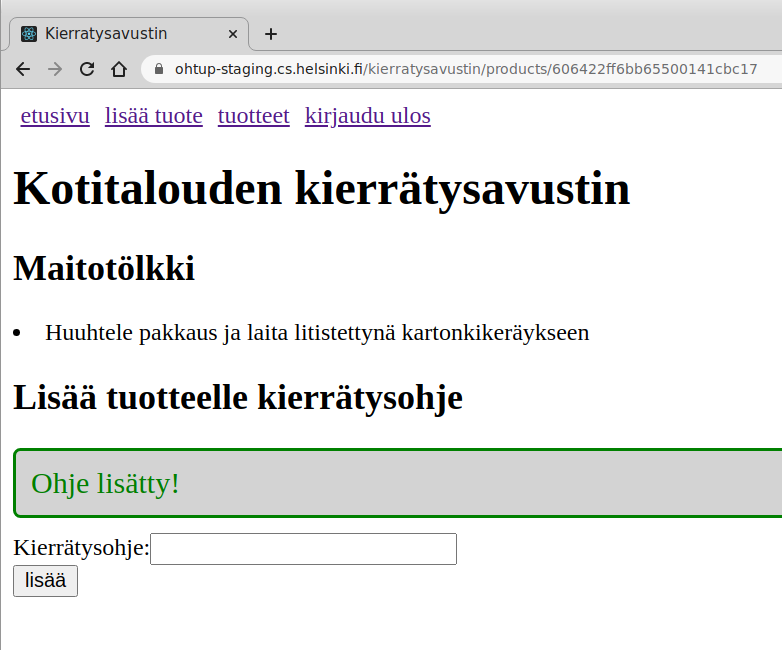 Kierratysavustin
ohtup-staging.cs.helsinki.fi/kierratysavustin/products/606422ff6bb65500141cbc17
etusivu lisää tuote tuotteet kirjaudu ulos
Kotitalouden kierrätysavustin
Maitotölkki
Huuhtele pakkaus ja laita litistettynä kartonkikeräykseen
Lisää tuotteelle kierrätysohje
Ohje lisätty!
Kierrätysohje:
lisää